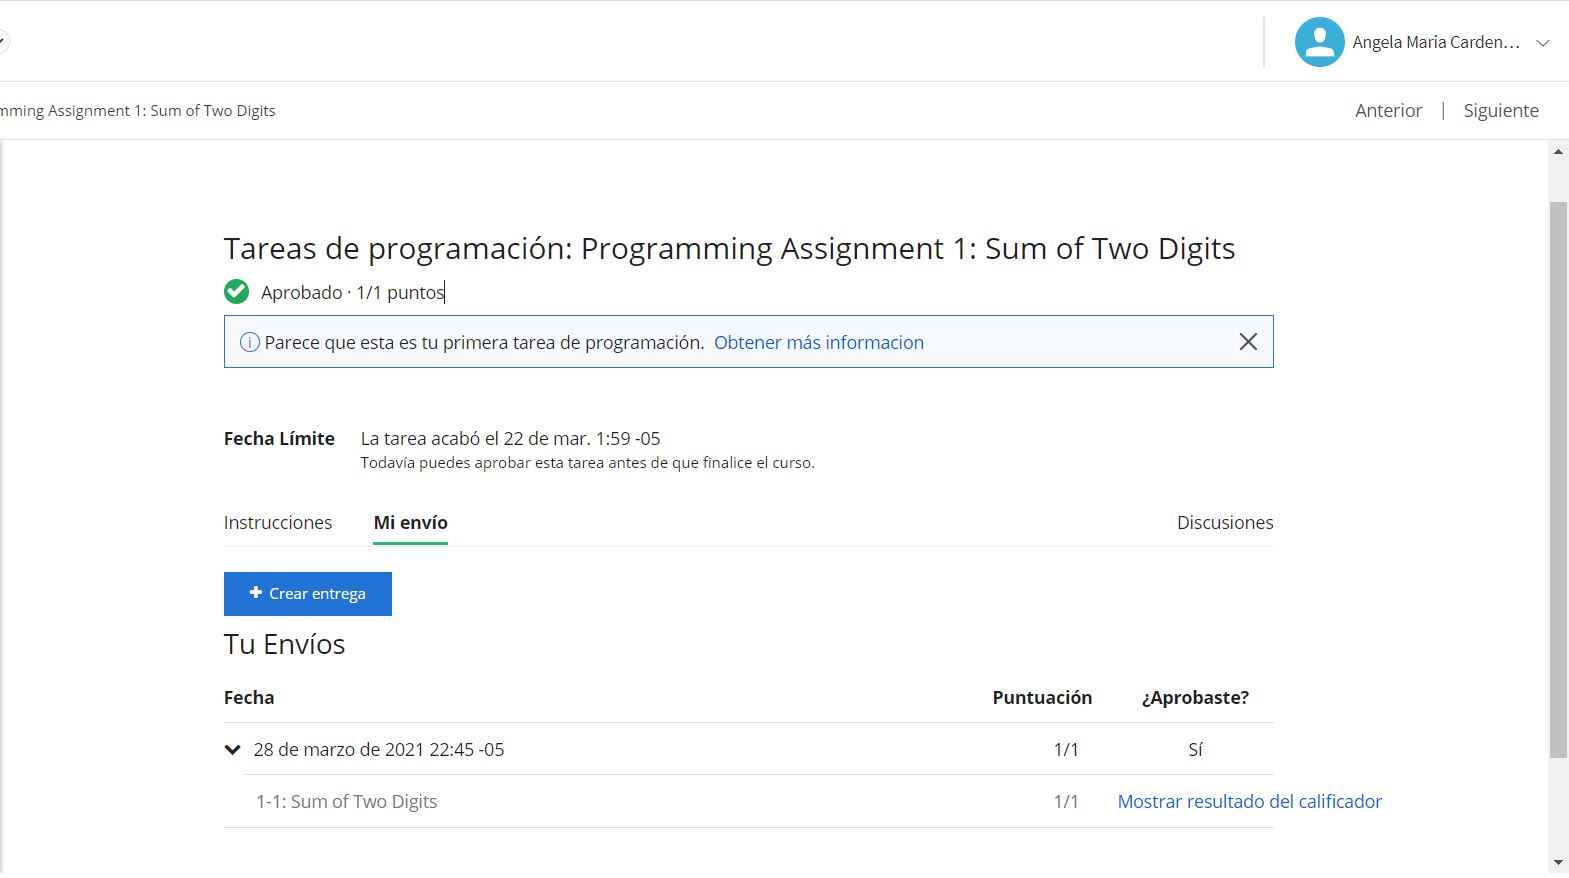 Angela Maria Carden...
mming Assignment 1: Sum of Two Digits
Anterior | Siguiente
Tareas de programación: Programming Assignment 1: Sum of Two Digits
Aprobado · 1/1 puntos
Parece que esta es tu primera tarea de programación. Obtener más informacion
Fecha Límite La tarea acabó el 22 de mar. 1:59 -05
Todavía puedes aprobar esta tarea antes de que finalice el curso.
Instrucciones Mi envío Discusiones
+ Crear entrega
Tu Envíos
Fecha Puntuación ¿Aprobaste?
28 de marzo de 2021 22:45 -05 1/1 Sí
1-1: Sum of Two Digits 1/1 Mostrar resultado del calificador